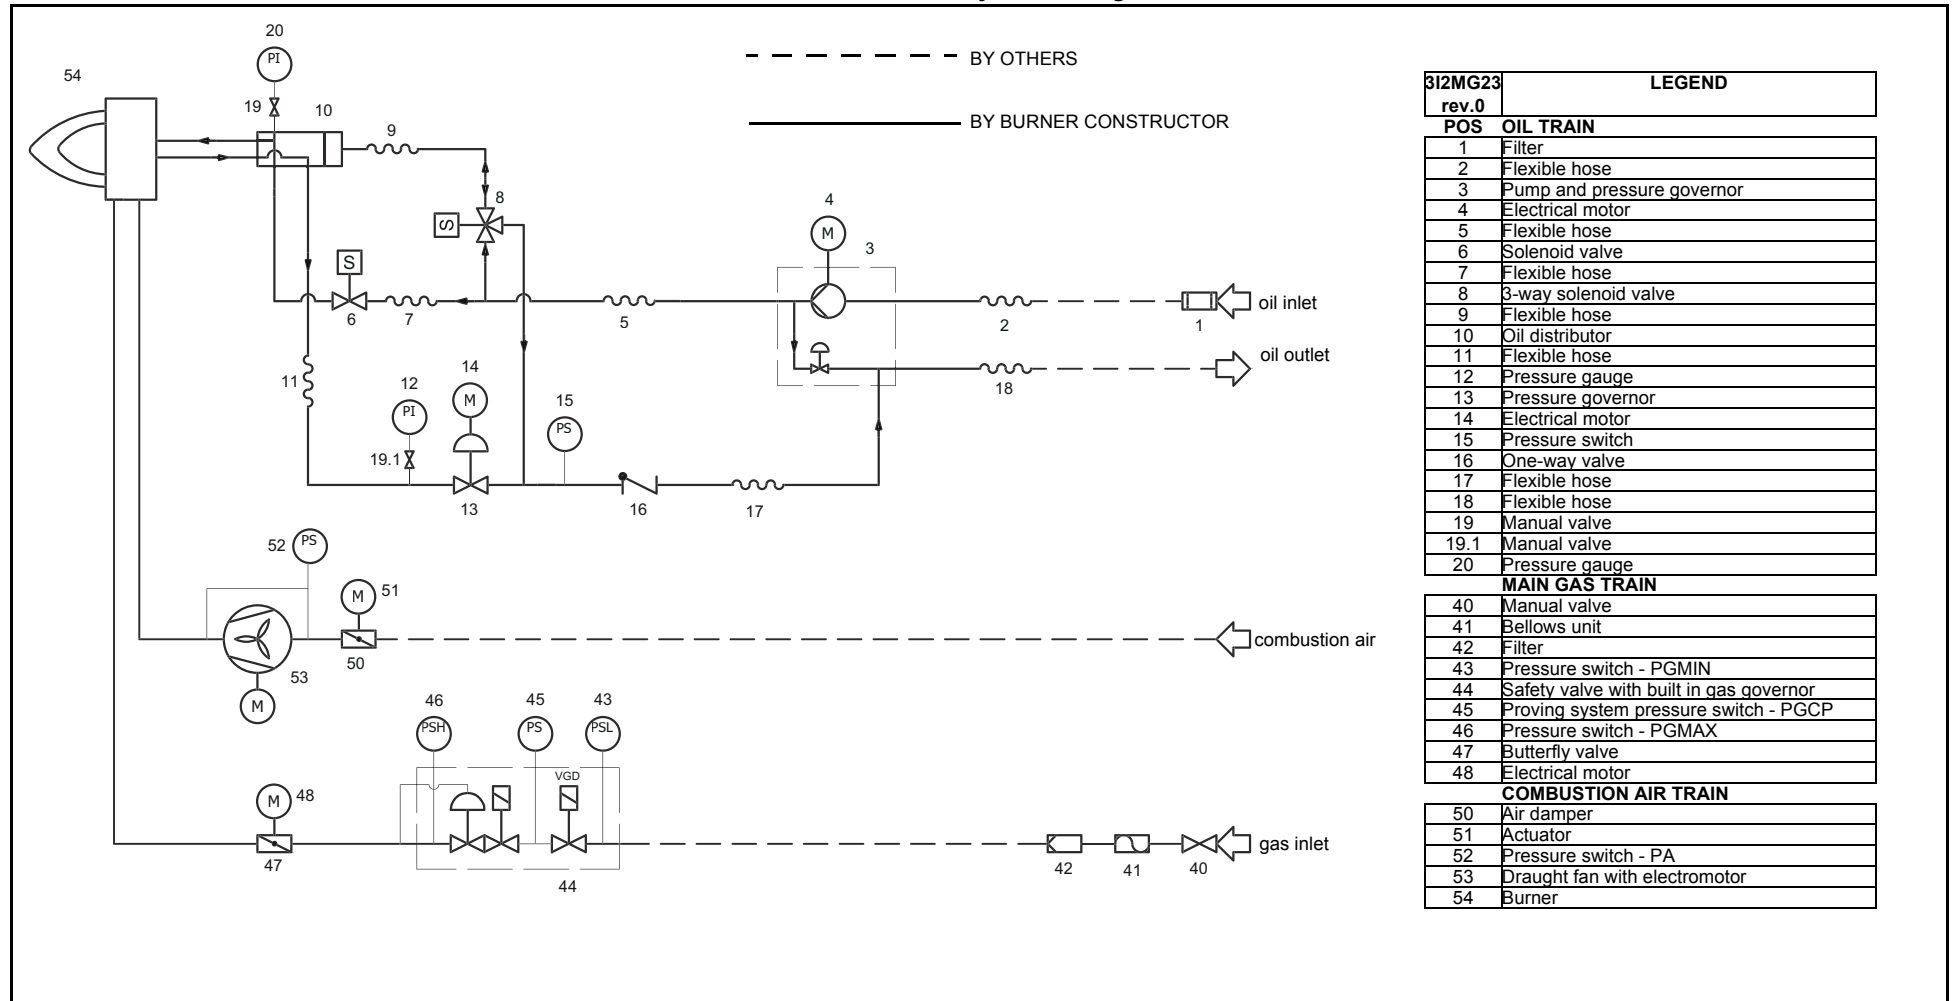 20
PI
54
19
10
9
BY OTHERS
BY BURNER CONSTRUCTOR
8
S
4
M
3
S
6
7
5
2
1
oil inlet
oil outlet
18
11
12
PI
14
M
15
PS
19.1
13
16
17
52
PS
51
M
50
combustion air
53
M
46
PSH
45
PS
43
PSL
VGD
M
48
47
44
42
41
40
gas inlet
3I2MG23 LEGEND
rev.0
POS OIL TRAIN
1 Filter
2 Flexible hose
3 Pump and pressure governor
4 Electrical motor
5 Flexible hose
6 Solenoid valve
7 Flexible hose
8 3-way solenoid valve
9 Flexible hose
10 Oil distributor
11 Flexible hose
12 Pressure gauge
13 Pressure governor
14 Electrical motor
15 Pressure switch
16 One-way valve
17 Flexible hose
18 Flexible hose
19 Manual valve
19.1 Manual valve
20 Pressure gauge
MAIN GAS TRAIN
40 Manual valve
41 Bellows unit
42 Filter
43 Pressure switch - PGMIN
44 Safety valve with built in gas governor
45 Proving system pressure switch - PGCP
46 Pressure switch - PGMAX
47 Butterfly valve
48 Electrical motor
COMBUSTION AIR TRAIN
50 Air damper
51 Actuator
52 Pressure switch - PA
53 Draught fan with electromotor
54 Burner